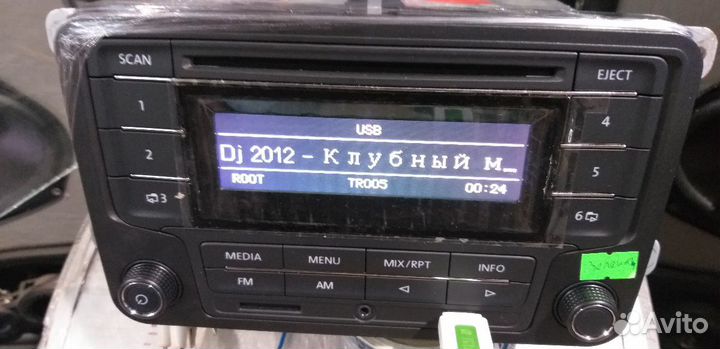 SCAN
EJECT
1
4
USB
Dj 2012 - Клубный м_
2
5
ROOT TR005 00:24
3
6
MEDIA MENU MIX/RPT INFO
FM AM
Avito